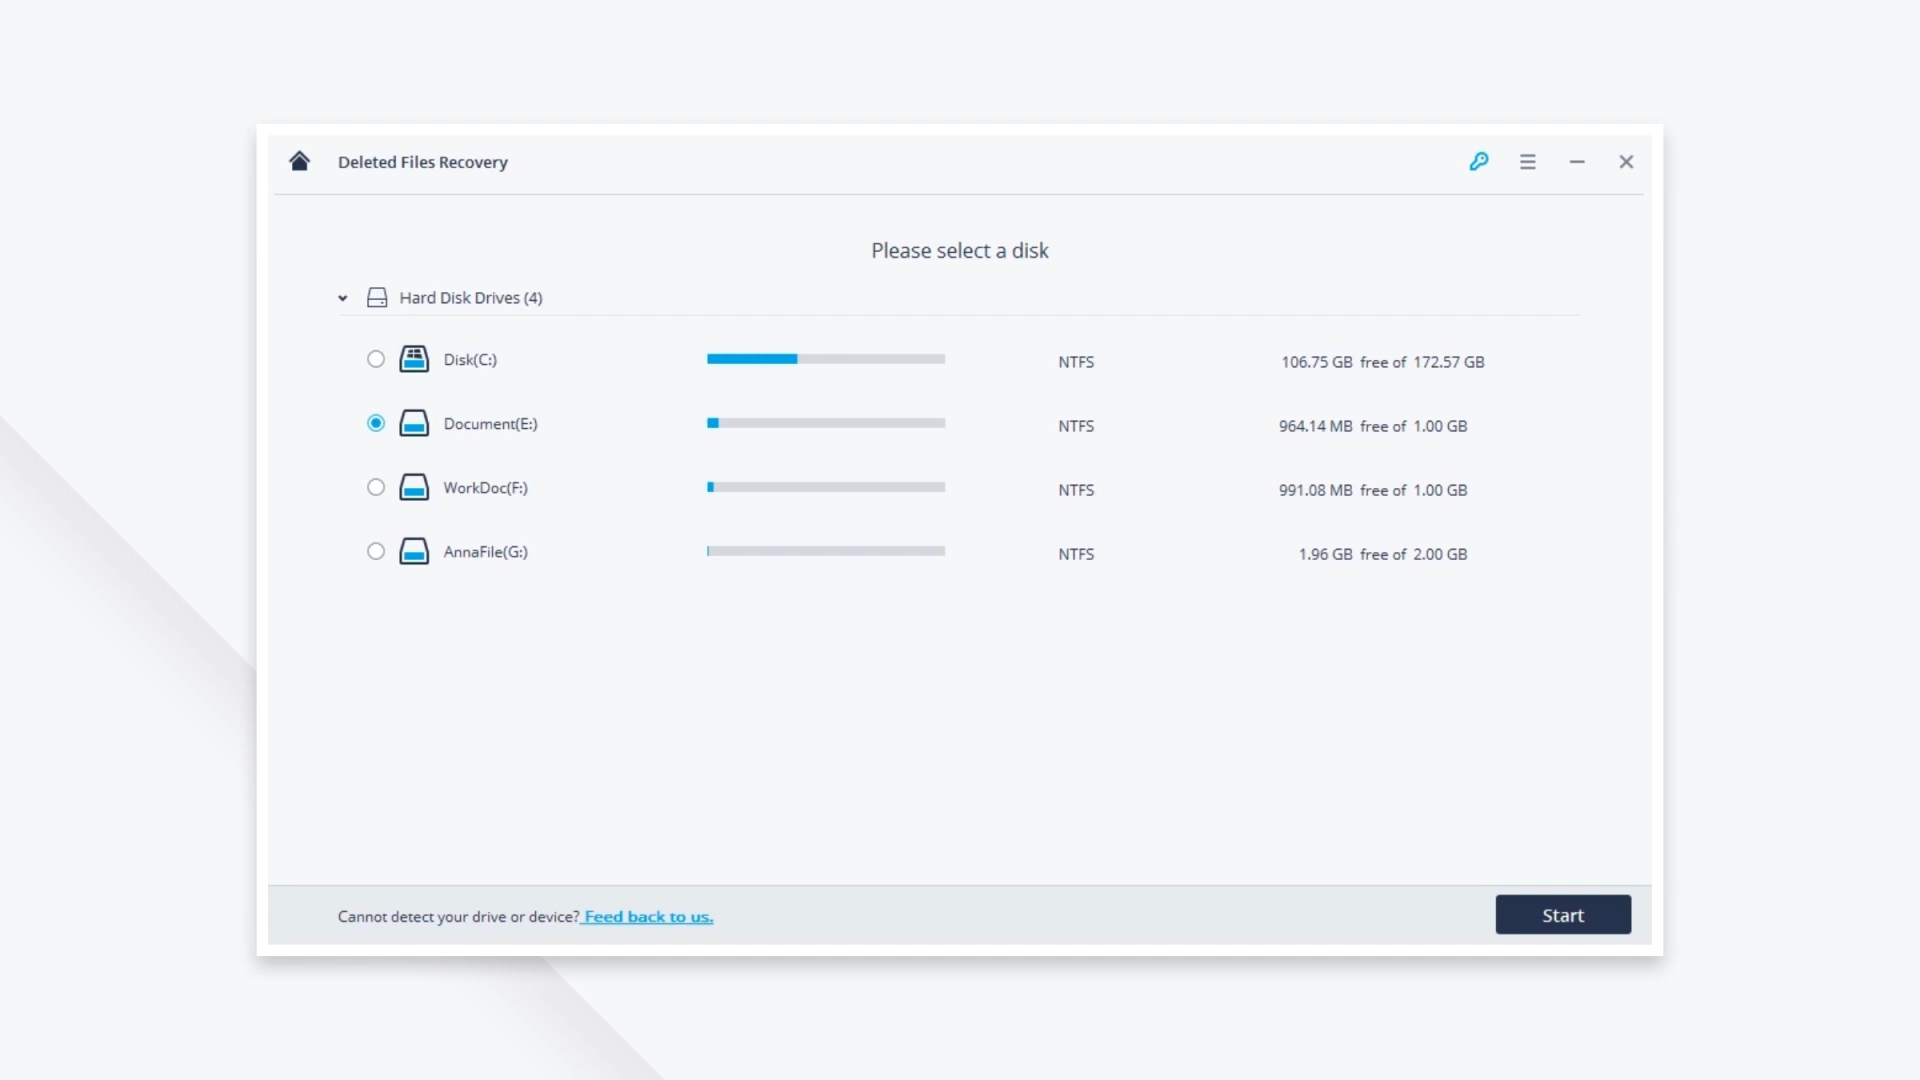 Deleted Files Recovery
Please select a disk
Hard Disk Drives (4)
Disk(C:) NTFS 106.75 GB free of 172.57 GB
Document(E:) NTFS 964.14 MB free of 1.00 GB
WorkDoc(F:) NTFS 991.08 MB free of 1.00 GB
AnnaFile(G:) NTFS 1.96 GB free of 2.00 GB
Cannot detect your drive or device? Feed back to us.
Start